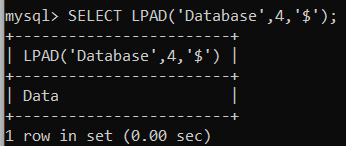 mysql> SELECT LPAD('Database',4,'$');
+------------------------+
| LPAD('Database',4,'$') |
+------------------------+
| Data                   |
+------------------------+
1 row in set (0.00 sec)